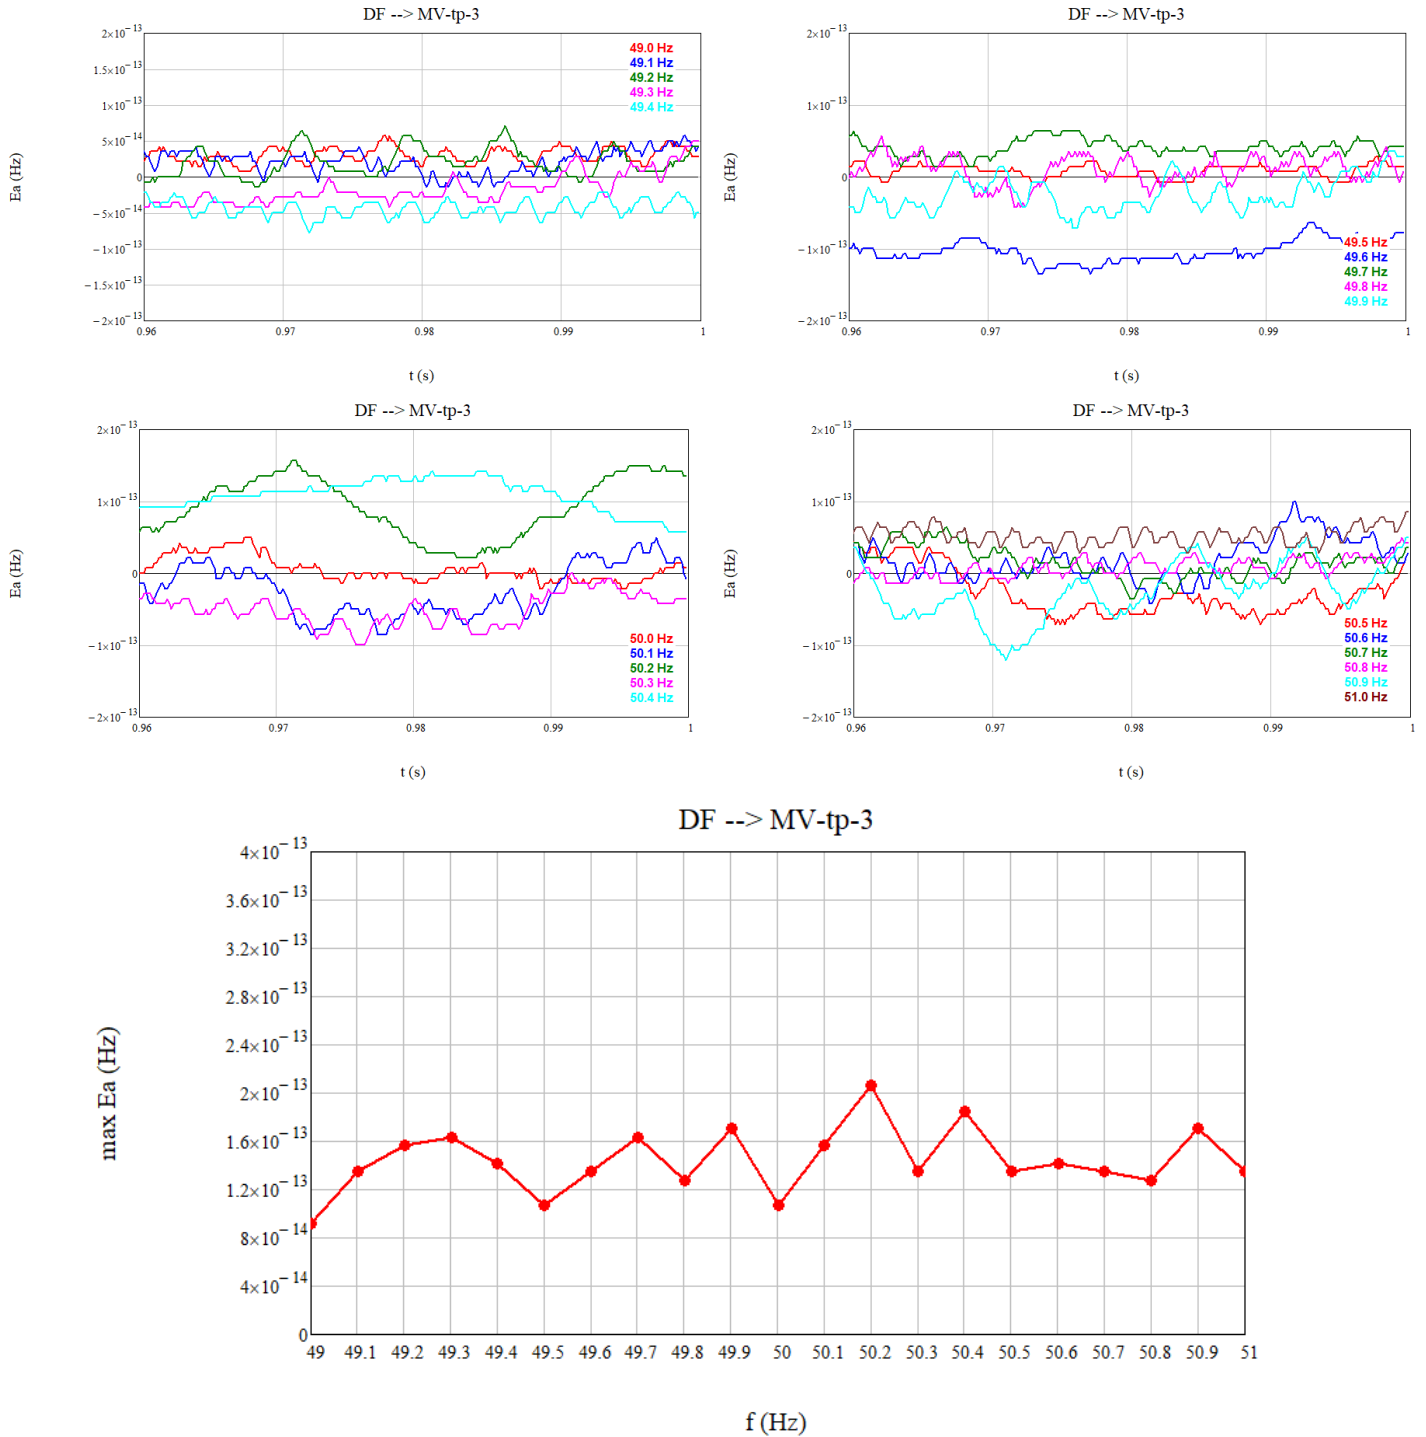 DF --> MV-tp-3
2×10⁻¹³
1.5×10⁻¹³
1×10⁻¹³
5×10⁻¹⁴
0
−5×10⁻¹⁴
−1×10⁻¹³
−1.5×10⁻¹³
−2×10⁻¹³
Ea (Hz)
49.0 Hz
49.1 Hz
49.2 Hz
49.3 Hz
49.4 Hz
0.96 0.97 0.98 0.99 1
t (s)
DF --> MV-tp-3
2×10⁻¹³
1×10⁻¹³
0
−1×10⁻¹³
−2×10⁻¹³
Ea (Hz)
49.5 Hz
49.6 Hz
49.7 Hz
49.8 Hz
49.9 Hz
0.96 0.97 0.98 0.99 1
t (s)
DF --> MV-tp-3
2×10⁻¹³
1×10⁻¹³
0
−1×10⁻¹³
−2×10⁻¹³
Ea (Hz)
50.0 Hz
50.1 Hz
50.2 Hz
50.3 Hz
50.4 Hz
0.96 0.97 0.98 0.99 1
t (s)
DF --> MV-tp-3
2×10⁻¹³
1×10⁻¹³
0
−1×10⁻¹³
−2×10⁻¹³
Ea (Hz)
50.5 Hz
50.6 Hz
50.7 Hz
50.8 Hz
50.9 Hz
51.0 Hz
0.96 0.97 0.98 0.99 1
t (s)
DF --> MV-tp-3
4×10⁻¹³
3.6×10⁻¹³
3.2×10⁻¹³
2.8×10⁻¹³
2.4×10⁻¹³
2×10⁻¹³
1.6×10⁻¹³
1.2×10⁻¹³
8×10⁻¹⁴
4×10⁻¹⁴
0
max Ea (Hz)
49 49.1 49.2 49.3 49.4 49.5 49.6 49.7 49.8 49.9 50 50.1 50.2 50.3 50.4 50.5 50.6 50.7 50.8 50.9 51
f (Hz)